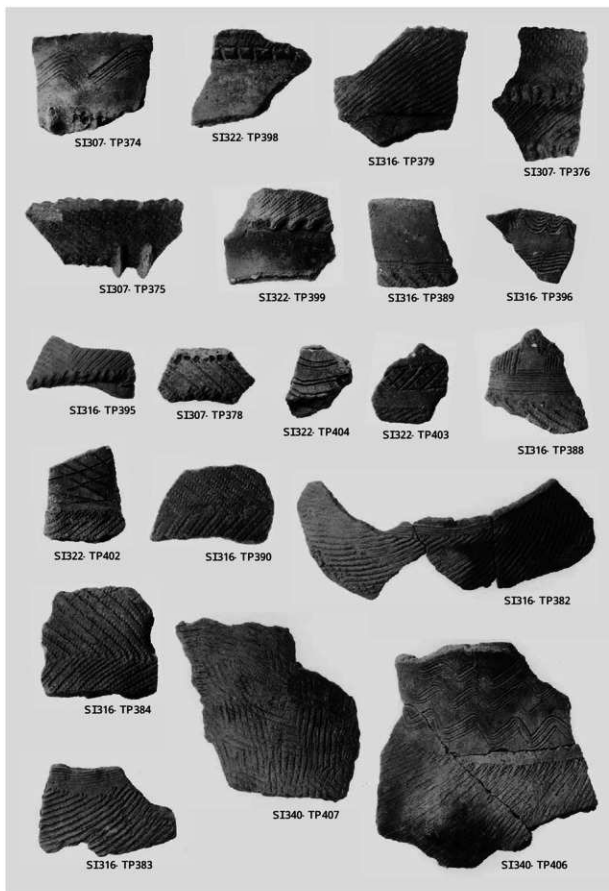 SI307- TP374
SI322- TP398
SI316- TP379
SI307- TP376
SI307- TP375
SI322- TP399
SI316- TP389
SI316- TP396
SI316- TP395
SI307- TP378
SI322- TP404
SI322- TP403
SI316- TP388
SI322- TP402
SI316- TP390
SI316- TP382
SI316- TP384
SI340- TP407
SI316- TP383
SI340- TP406